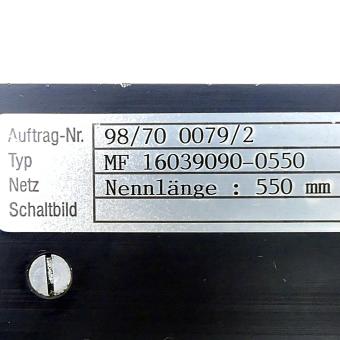 Auftrag-Nr. 98/70 0079/2
Typ MF 16039090-0550
Netz Nennlänge : 550 mm
Schaltbild